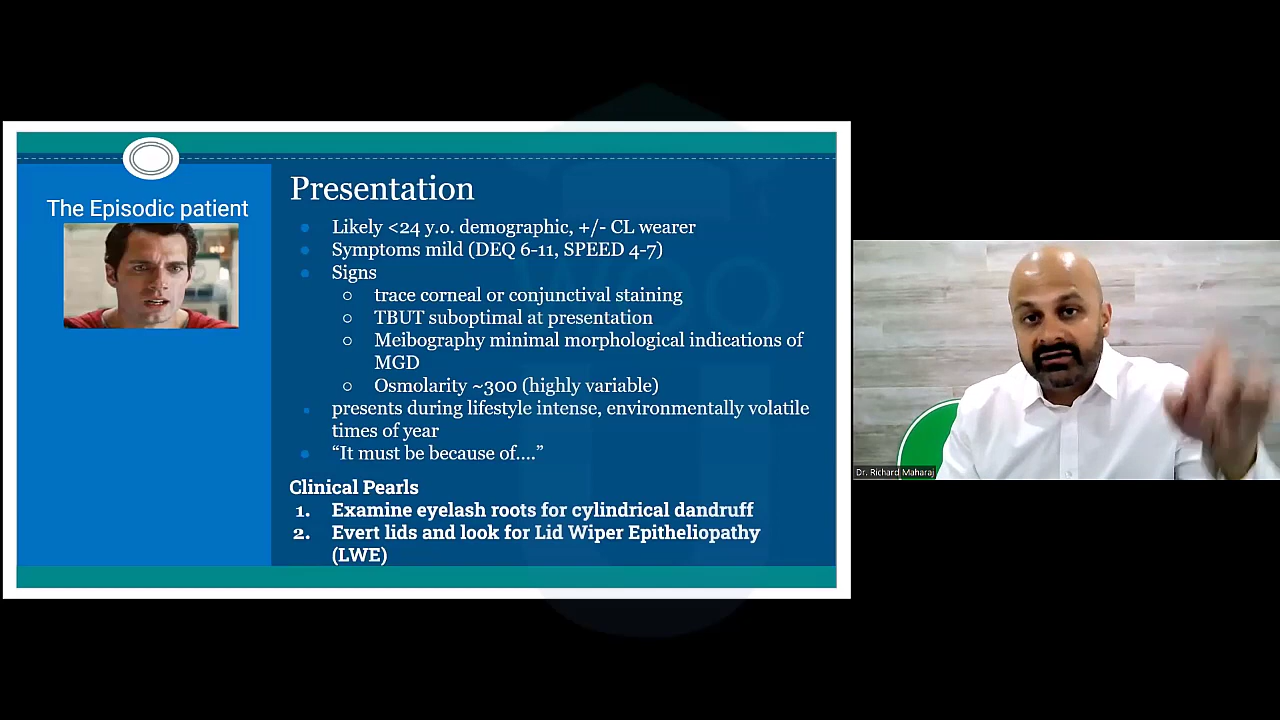 The Episodic patient
Presentation
Likely <24 y.o. demographic, +/- CL wearer
Symptoms mild (DEQ 6-11, SPEED 4-7)
Signs
trace corneal or conjunctival staining
TBUT suboptimal at presentation
Meibography minimal morphological indications of
MGD
Osmolarity ~300 (highly variable)
presents during lifestyle intense, environmentally volatile
times of year
“It must be because of....”
Clinical Pearls
1. Examine eyelash roots for cylindrical dandruff
2. Evert lids and look for Lid Wiper Epitheliopathy
(LWE)
Dr. Richard Maharaj